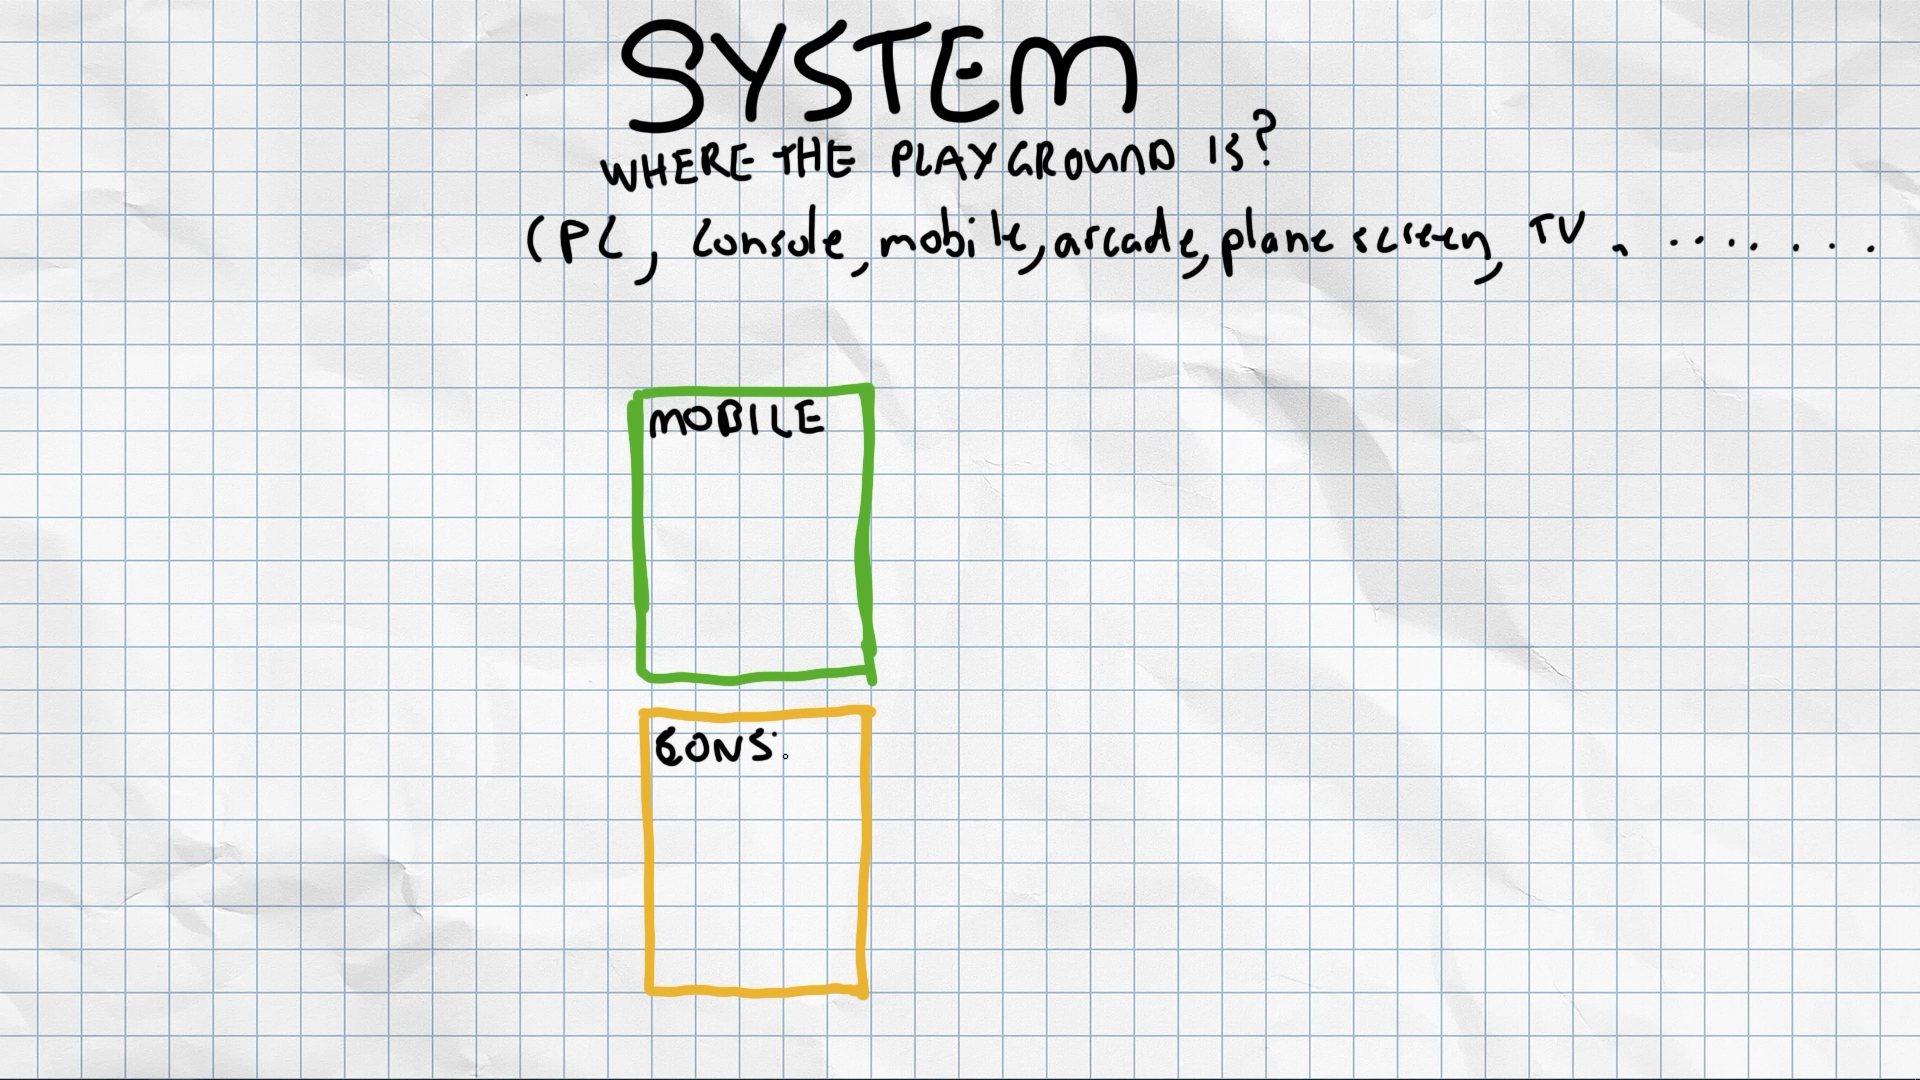 SYSTEM
WHERE THE PLAYGROUND IS?
(PC, console, mobile, arcade, plane screen, TV, ........
MOBILE
CONS